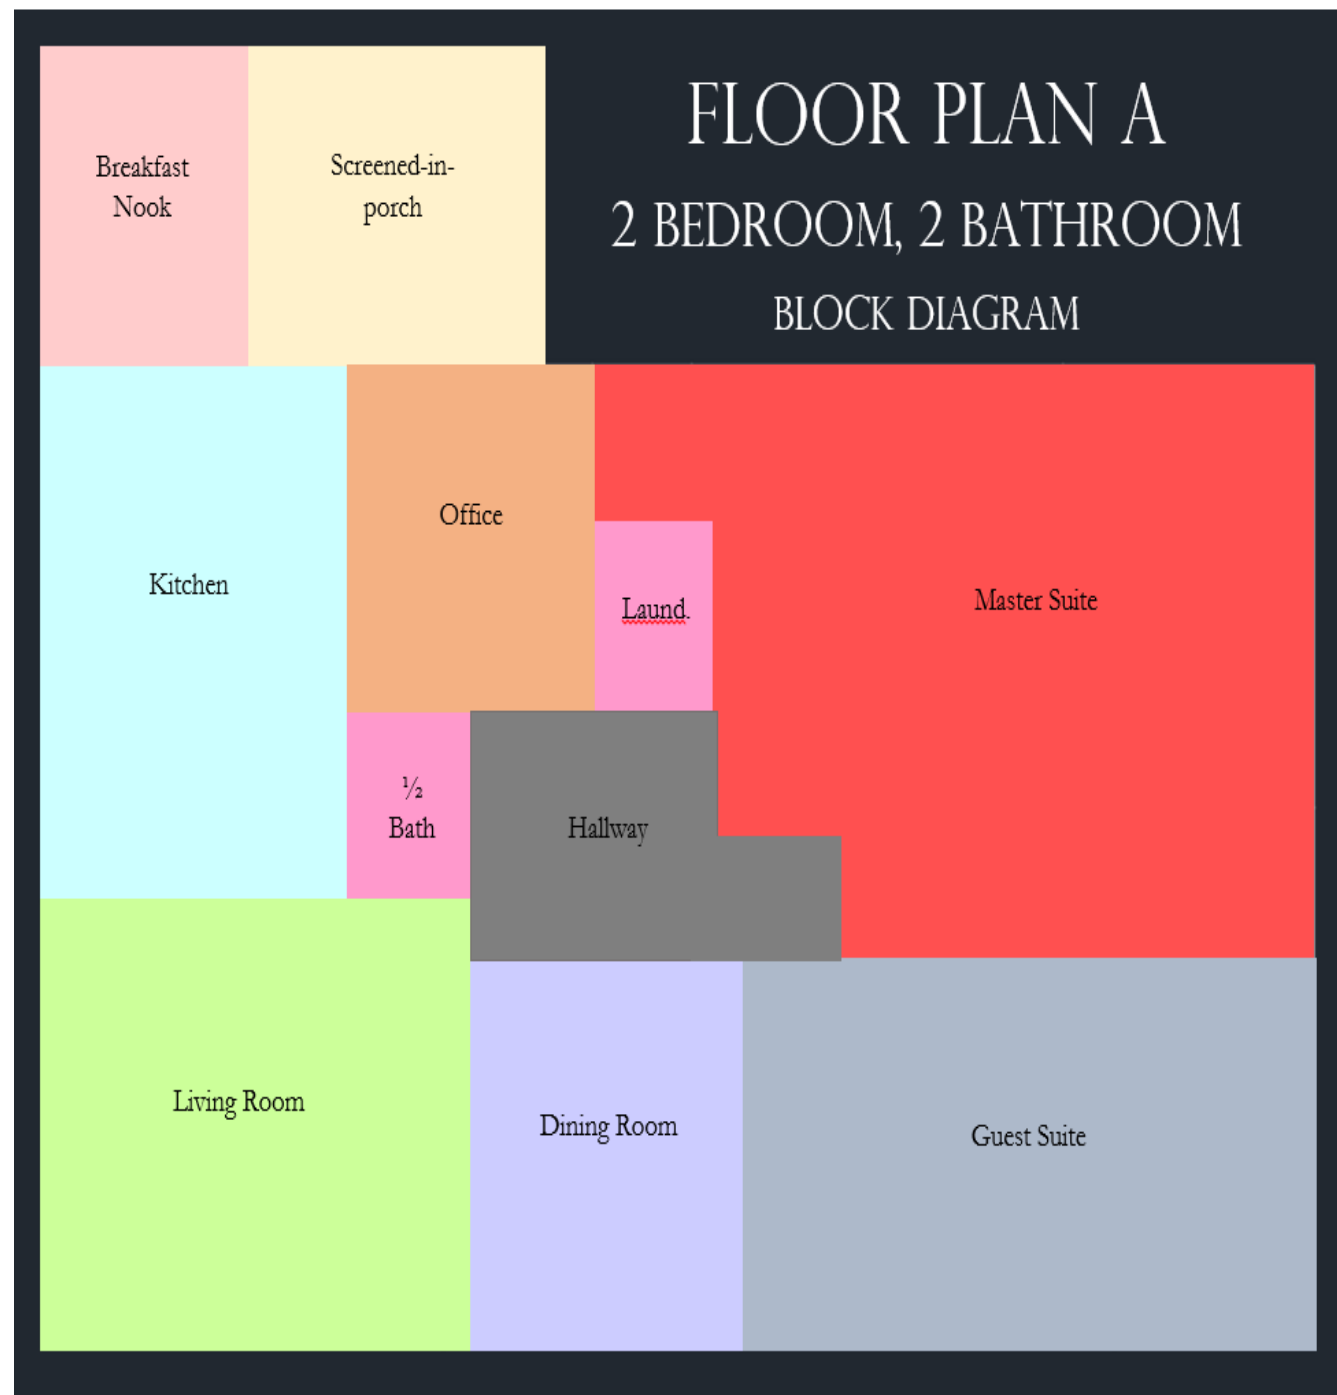 FLOOR PLAN A
2 BEDROOM, 2 BATHROOM
BLOCK DIAGRAM
Breakfast
Nook
Screened-in-
porch
Office
Kitchen
Laund.
Master Suite
½
Bath
Hallway
Living Room
Dining Room
Guest Suite